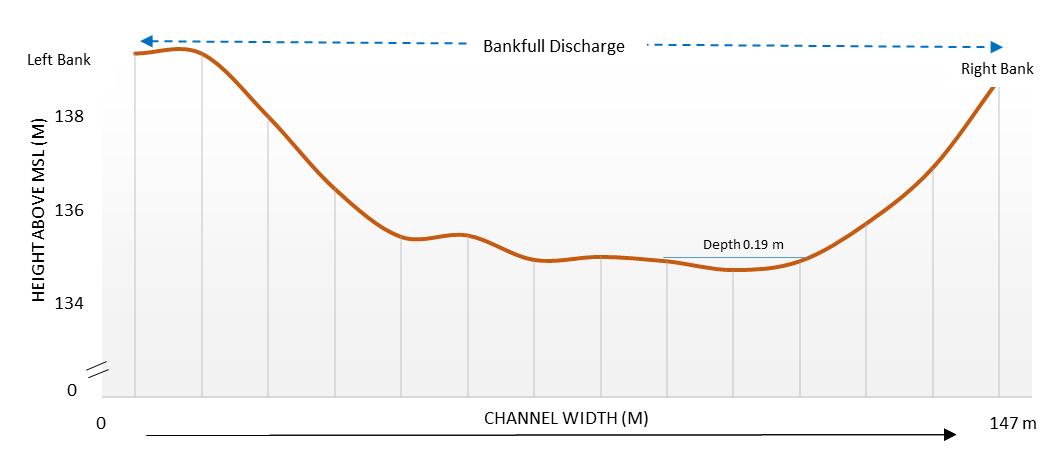 Bankfull Discharge
Left Bank
Right Bank
HEIGHT ABOVE MSL (M)
138
136
134
0
Depth 0.19 m
0
CHANNEL WIDTH (M)
147 m